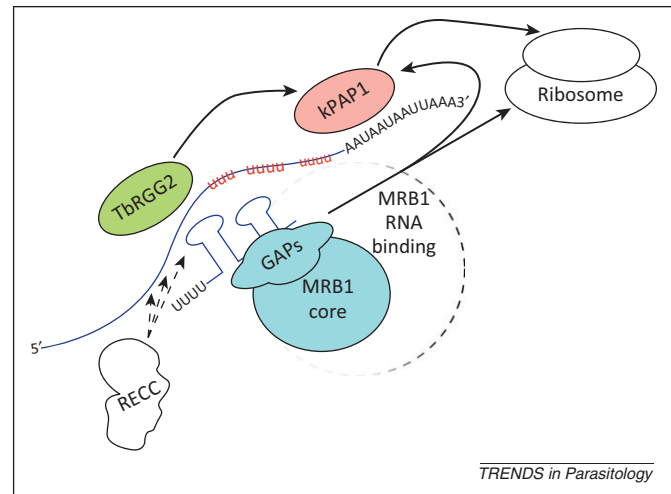 kPAP1
Ribosome
AAUAAUAAUUAAA3′
uuu uuuu uuuu
TbRGG2
MRB1
RNA
binding
GAPs
MRB1
core
UUUU
5′
RECC
TRENDS in Parasitology